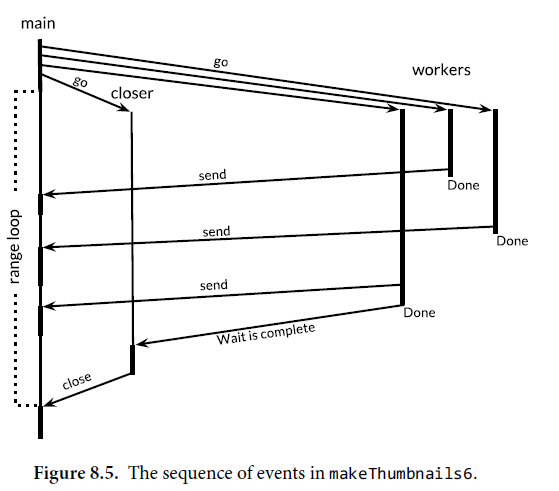 main
go
workers
go
closer
send
Done
range loop
send
Done
send
Done
Wait is complete
close
Figure 8.5. The sequence of events in makeThumbnails6.